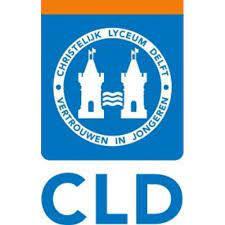 CHRISTELIJK LYCEUM DELFT
VERTROUWEN IN JONGEREN
CLD